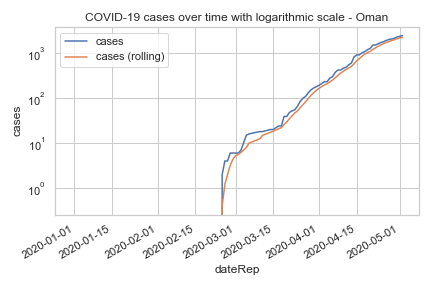 COVID-19 cases over time with logarithmic scale - Oman
cases
cases (rolling)
10³
10²
10¹
10⁰
cases
2020-01-01
2020-01-15
2020-02-01
2020-02-15
2020-03-01
2020-03-15
2020-04-01
2020-04-15
2020-05-01
dateRep